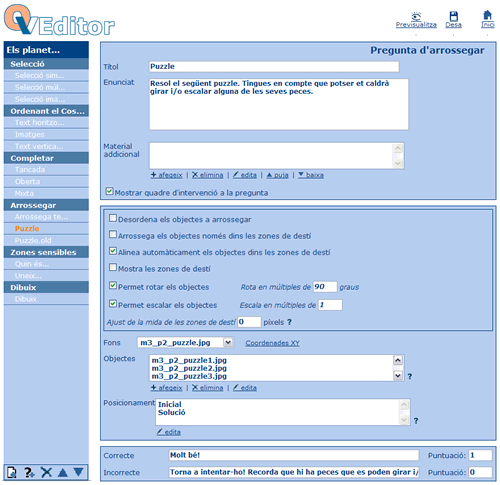 QVEditor
Previsualitza
Desa
Inici
Els planet...
Selecció
Selecció sim...
Selecció múl...
Selecció ima...
Ordenant el Cos...
Text horitzo...
Imatges
Text vertica...
Completar
Tancada
Oberta
Mixta
Arrossegar
Arrossega te...
Puzzle
Puzzle.old
Zones sensibles
Quin és...
Uneix...
Dibuix
Dibuix
Pregunta d'arrossegar
Títol
Puzzle
Enunciat
Resol el següent puzzle. Tingues en compte que potser et caldrà
girar i/o escalar alguna de les seves peces.
Material
addicional
afegeix | elimina | edita | puja | baixa
Mostrar quadre d'intervenció a la pregunta
Desordena els objectes a arrossegar
Arrossega els objectes només dins les zones de destí
Alinea automàticament els objectes dins les zones de destí
Mostra les zones de destí
Permet rotar els objectes Rota en múltiples de 90 graus
Permet escalar els objectes Escala en múltiples de 1
Ajust de la mida de les zones de destí 0 píxels ?
Fons m3_p2_puzzle.jpg Coordenades XY
Objectes
m3_p2_puzzle1.jpg
m3_p2_puzzle2.jpg
m3_p2_puzzle3.jpg
?
afegeix | elimina | edita
Posicionament
Inicial
Solució
?
edita
Correcte Molt bé! Puntuació: 1
Incorrecte Torna a intentar-ho! Recorda que hi ha peces que es poden girar i/ Puntuació: 0